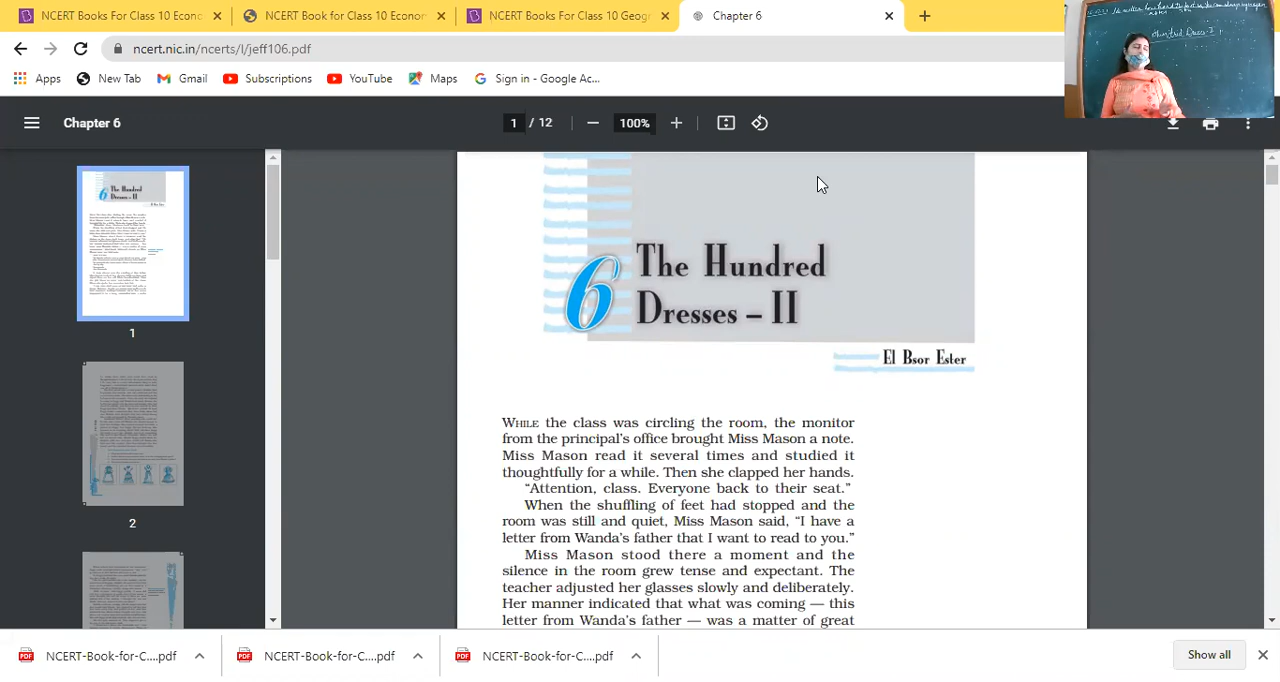 NCERT Books For Class 10 Econo
NCERT Book for Class 10 Econor
NCERT Books For Class 10 Geogr
Chapter 6
ncert.nic.in/ncerts/l/jeff106.pdf
Apps
New Tab
Gmail
Subscriptions
YouTube
Maps
Sign in - Google Ac...
Chapter 6
1 / 12
100%
1
2
6 The Hundred
Dresses – II
El Bsor Ester
WHILE the class was circling the room, the monitor
from the principal's office brought Miss Mason a note.
Miss Mason read it several times and studied it
thoughtfully for a while. Then she clapped her hands.
“Attention, class. Everyone back to their seat.”
When the shuffling of feet had stopped and the
room was still and quiet, Miss Mason said, “I have a
letter from Wanda's father that I want to read to you.”
Miss Mason stood there a moment and the
silence in the room grew tense and expectant. The
teacher adjusted her glasses slowly and deliberately.
Her manner indicated that what was coming — this
letter from Wanda's father — was a matter of great
NCERT-Book-for-C....pdf
NCERT-Book-for-C....pdf
NCERT-Book-for-C....pdf
Show all